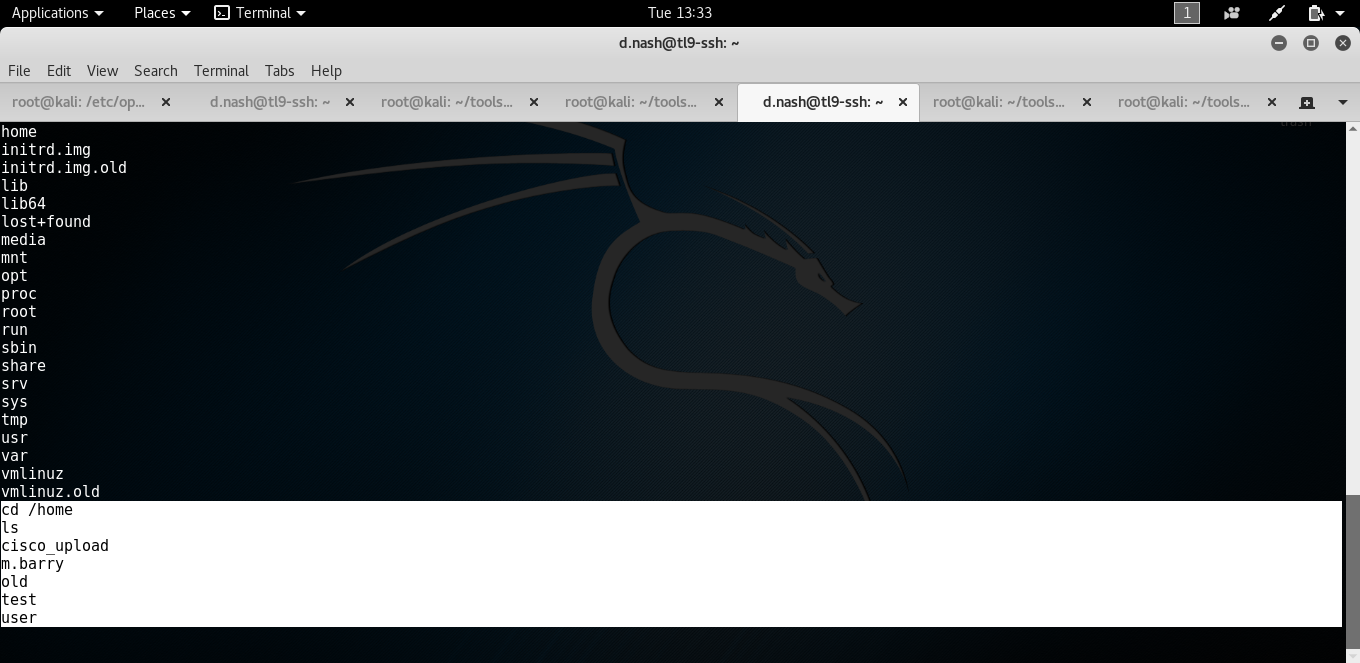 Applications Places Terminal Tue 13:33 1
d.nash@tl9-ssh: ~
File Edit View Search Terminal Tabs Help
root@kali: /etc/op... d.nash@tl9-ssh: ~ root@kali: ~/tools... root@kali: ~/tools... d.nash@tl9-ssh: ~ root@kali: ~/tools... root@kali: ~/tools...
home
initrd.img
initrd.img.old
lib
lib64
lost+found
media
mnt
opt
proc
root
run
sbin
share
srv
sys
tmp
usr
var
vmlinuz
vmlinuz.old
cd /home
ls
cisco_upload
m.barry
old
test
user